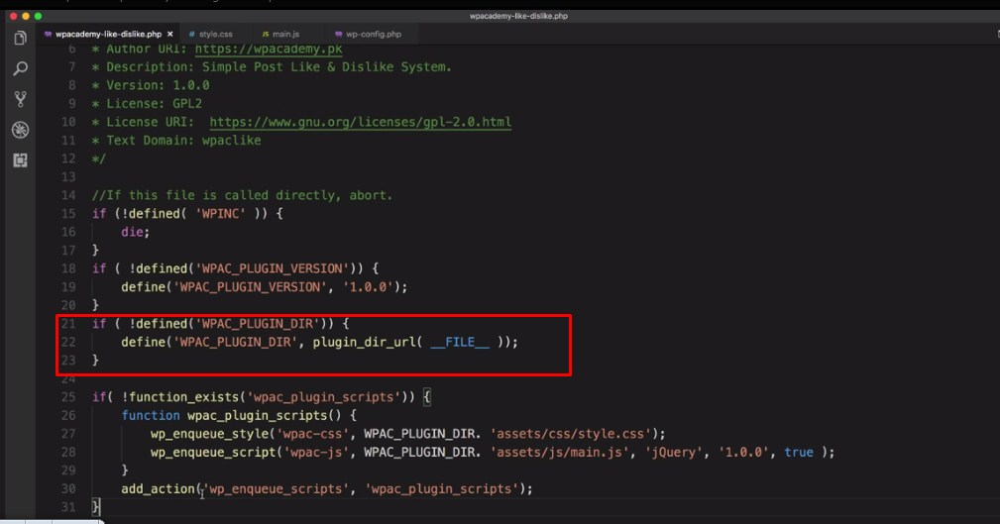 wpacademy-like-dislike.php
wpacademy-like-dislike.php × # style.css JS main.js wp-config.php
6 * Author URI: https://wpacademy.pk
7 * Description: Simple Post Like & Dislike System.
8 * Version: 1.0.0
9 * License: GPL2
10 * License URI:  https://www.gnu.org/licenses/gpl-2.0.html
11 * Text Domain: wpaclike
12 */
13
14 //If this file is called directly, abort.
15 if (!defined( 'WPINC' )) {
16 die;
17 }
18 if ( !defined('WPAC_PLUGIN_VERSION')) {
19 define('WPAC_PLUGIN_VERSION', '1.0.0');
20 }
21 if ( !defined('WPAC_PLUGIN_DIR')) {
22 define('WPAC_PLUGIN_DIR', plugin_dir_url( __FILE__ ));
23 }
24
25 if( !function_exists('wpac_plugin_scripts')) {
26 function wpac_plugin_scripts() {
27 wp_enqueue_style('wpac-css', WPAC_PLUGIN_DIR. 'assets/css/style.css');
28 wp_enqueue_script('wpac-js', WPAC_PLUGIN_DIR. 'assets/js/main.js', 'jQuery', '1.0.0', true );
29 }
30 add_action('wp_enqueue_scripts', 'wpac_plugin_scripts');
31 }